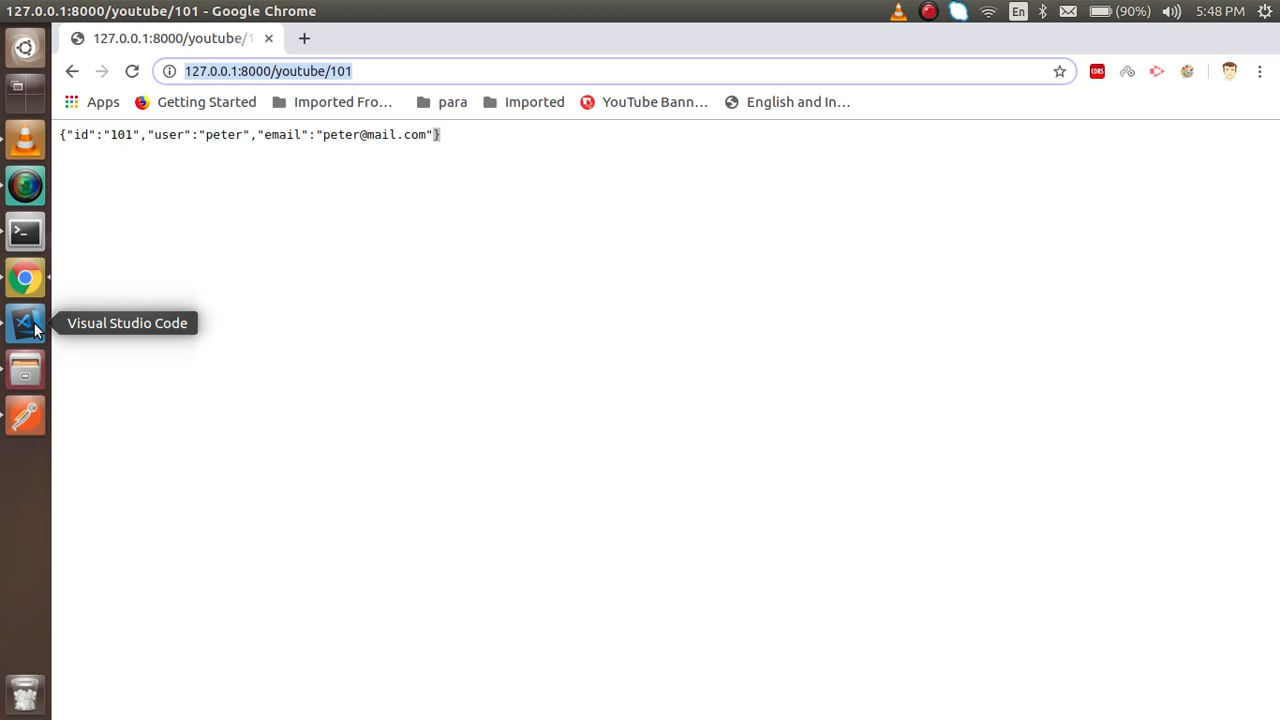 127.0.0.1:8000/youtube/101 - Google Chrome
En
(90%)
5:48 PM
127.0.0.1:8000/youtube/1
127.0.0.1:8000/youtube/101
CORS
Apps
Getting Started
Imported Fro...
para
Imported
YouTube Bann...
English and In...
{"id":"101","user":"peter","email":"peter@mail.com"}
Visual Studio Code